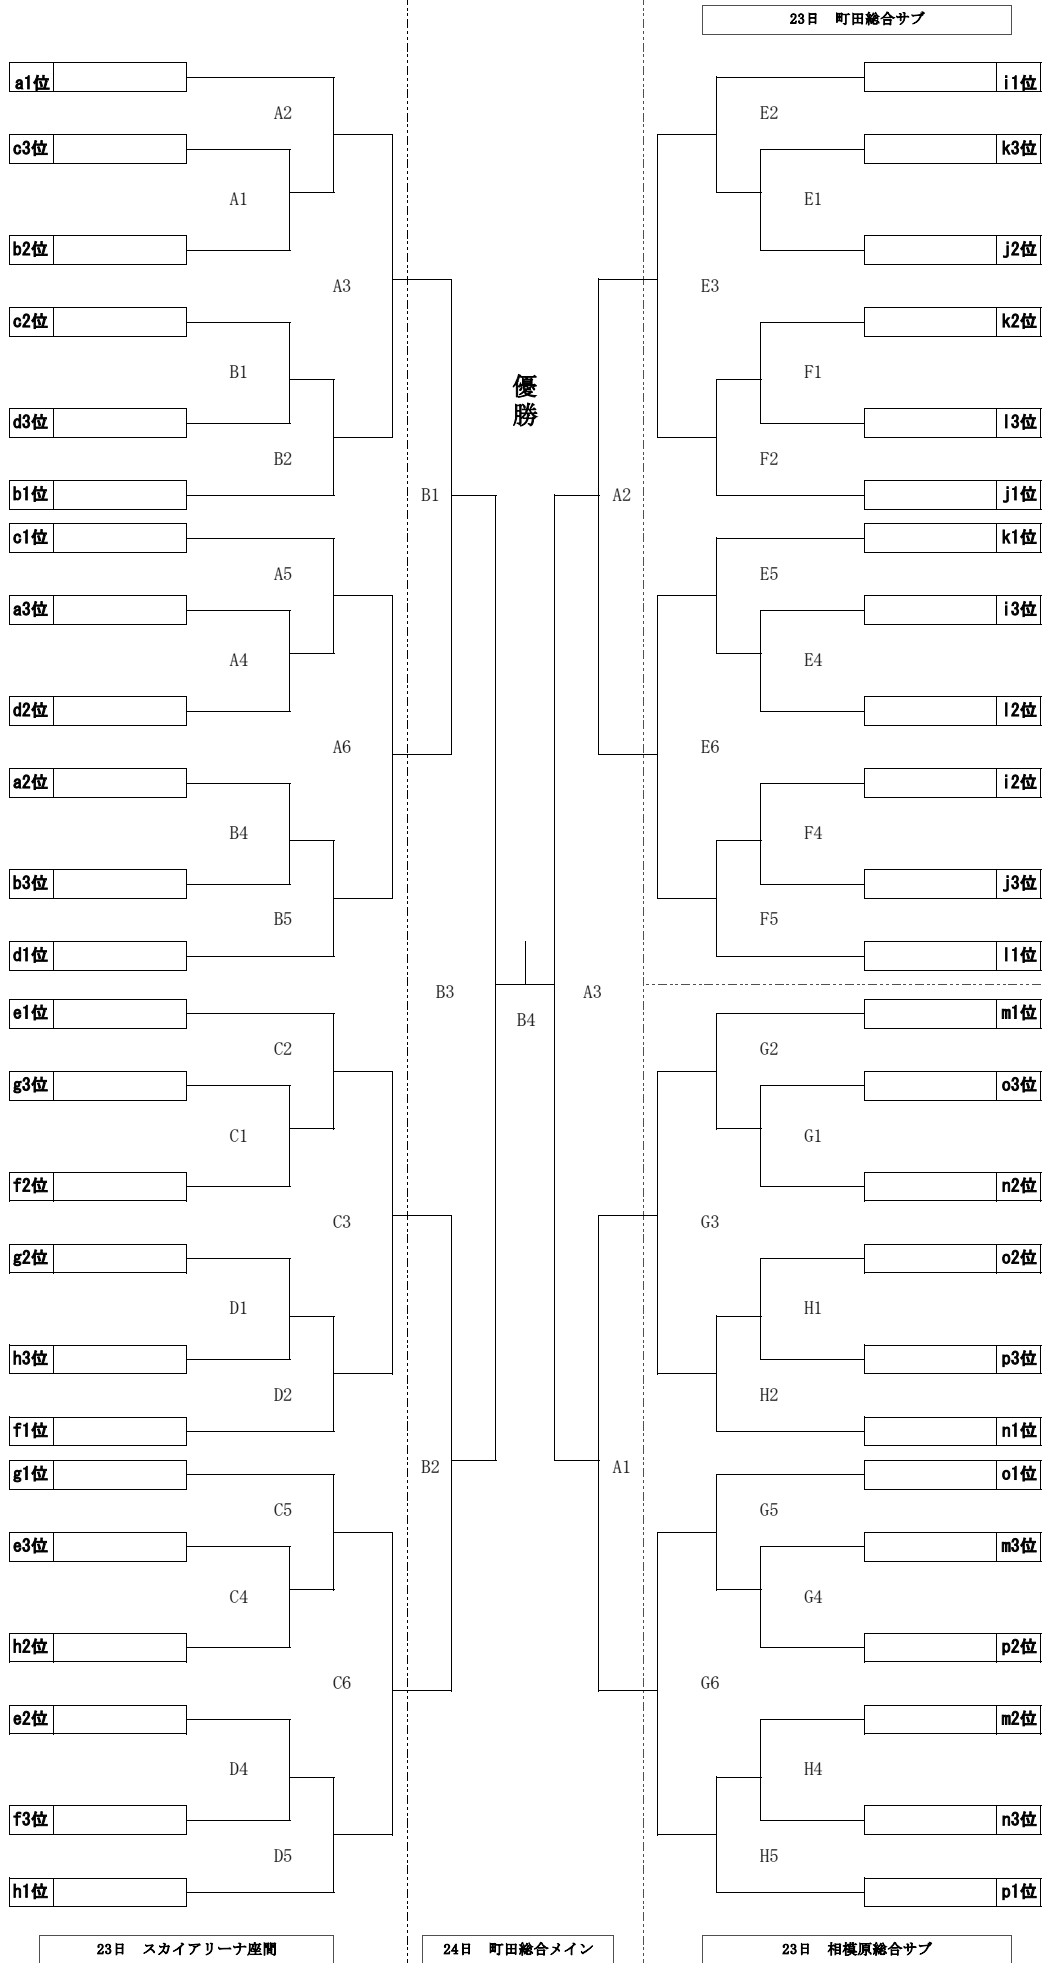 23日　町田総合サブ
a1位
i1位
A2
E2
c3位
k3位
A1
E1
b2位
j2位
A3
E3
c2位
k2位
B1
F1
優
勝
d3位
l3位
B2
F2
b1位
B1
A2
j1位
c1位
k1位
A5
E5
a3位
i3位
A4
E4
d2位
l2位
A6
E6
a2位
i2位
B4
F4
b3位
j3位
B5
F5
d1位
l1位
B3
A3
e1位
m1位
B4
C2
G2
g3位
o3位
C1
G1
f2位
n2位
C3
G3
g2位
o2位
D1
H1
h3位
p3位
D2
H2
f1位
n1位
B2
A1
g1位
o1位
C5
G5
e3位
m3位
C4
G4
h2位
p2位
C6
G6
e2位
m2位
D4
H4
f3位
n3位
D5
H5
h1位
p1位
23日　スカイアリーナ座間
24日　町田総合メイン
23日　相模原総合サブ